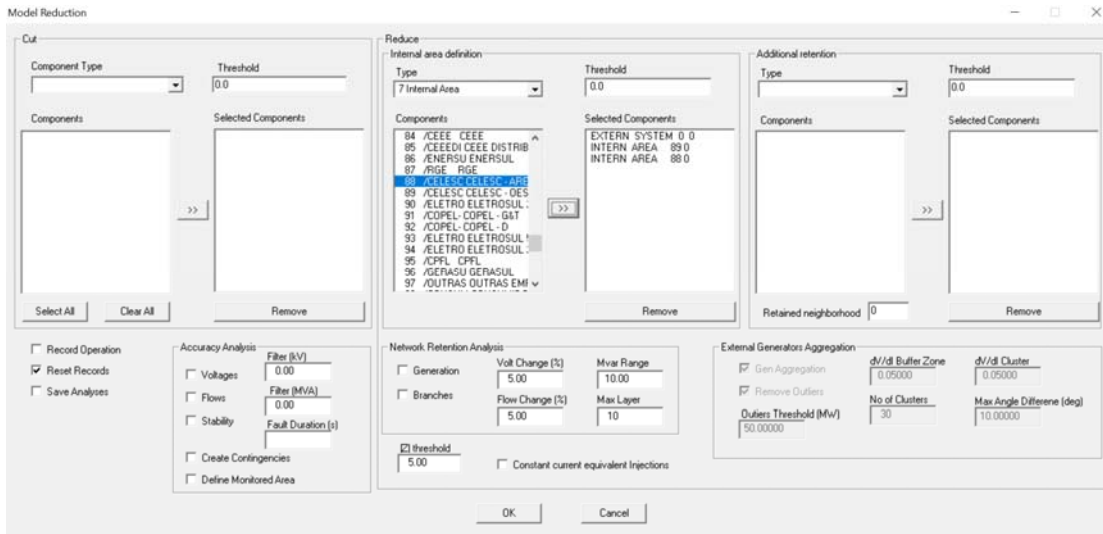 Model Reduction
Cut
Component Type
Threshold
0.0
Components
Selected Components
>>
Select All
Clear All
Remove
Reduce
Internal area definition
Type
Threshold
7 Internal Area
0.0
Components
Selected Components
84 /CEEE CEEE
85 /CEEEDI CEEE DISTRIB
86 /ENERSU ENERSUL
87 /RGE RGE
88 /CELESC CELESC - ARE
89 /CELESC CELESC - OES
90 /ELETRO ELETROSUL
91 /COPEL- COPEL - G&T
92 /COPEL- COPEL - D
93 /ELETRO ELETROSUL
94 /ELETRO ELETROSUL
95 /CPFL CPFL
96 /GERASU GERASUL
97 /OUTRAS OUTRAS EMF
>>
EXTERN SYSTEM 0 0
INTERN AREA 89 0
INTERN AREA 88 0
Remove
Additional retention
Type
Threshold
0.0
Components
Selected Components
>>
Retained neighborhood 0
Remove
Record Operation
Reset Records
Save Analyses
Accuracy Analysis
Voltages
Filter (kV)
0.00
Flows
Filter (MVA)
0.00
Stability
Fault Duration (s)
Create Contingencies
Define Monitored Area
Network Retention Analysis
Generation
Volt Change (%)
5.00
Mvar Range
10.00
Branches
Flow Change (%)
5.00
Max Layer
10
|Z| threshold
5.00
Constant current equivalent Injections
External Generators Aggregation
Gen Aggregation
dV/dI Buffer Zone
0.05000
dV/dI Cluster
0.05000
Remove Outliers
Outliers Threshold (MW)
50.00000
No of Clusters
30
Max Angle Differene (deg)
10.00000
OK
Cancel